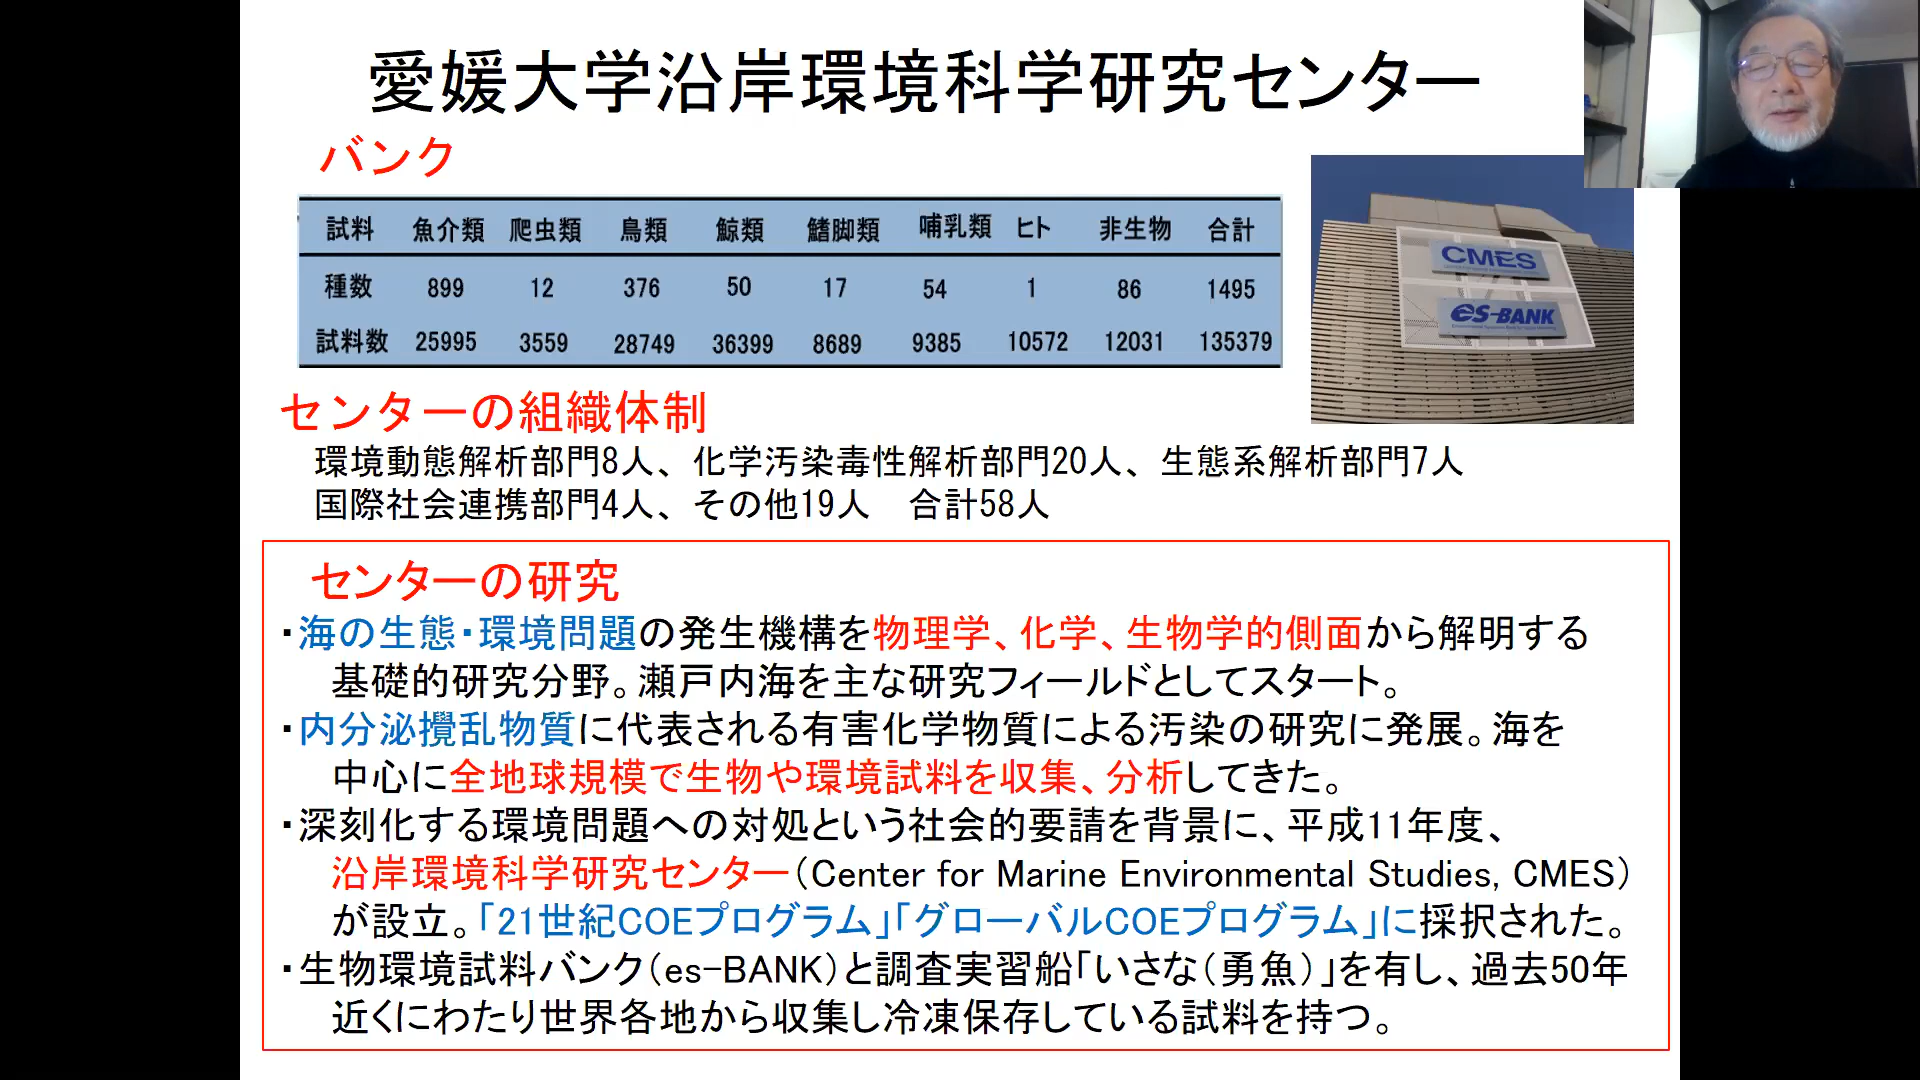 愛媛大学沿岸環境科学研究センター
バンク
試料 魚介類 爬虫類 鳥類 鯨類 鰭脚類 哺乳類 ヒト 非生物 合計
種数 899 12 376 50 17 54 1 86 1495
試料数 25995 3559 28749 36399 8689 9385 10572 12031 135379
CMES
es-BANK
センターの組織体制
環境動態解析部門8人、化学汚染毒性解析部門20人、生態系解析部門7人
国際社会連携部門4人、その他19人　合計58人
センターの研究
・海の生態・環境問題の発生機構を物理学、化学、生物学的側面から解明する
基礎的研究分野。瀬戸内海を主な研究フィールドとしてスタート。
・内分泌攪乱物質に代表される有害化学物質による汚染の研究に発展。海を
中心に全地球規模で生物や環境試料を収集、分析してきた。
・深刻化する環境問題への対処という社会的要請を背景に、平成11年度、
沿岸環境科学研究センター（Center for Marine Environmental Studies, CMES）
が設立。「21世紀COEプログラム」「グローバルCOEプログラム」に採択された。
・生物環境試料バンク（es-BANK）と調査実習船「いさな（勇魚）」を有し、過去50年
近くにわたり世界各地から収集し冷凍保存している試料を持つ。